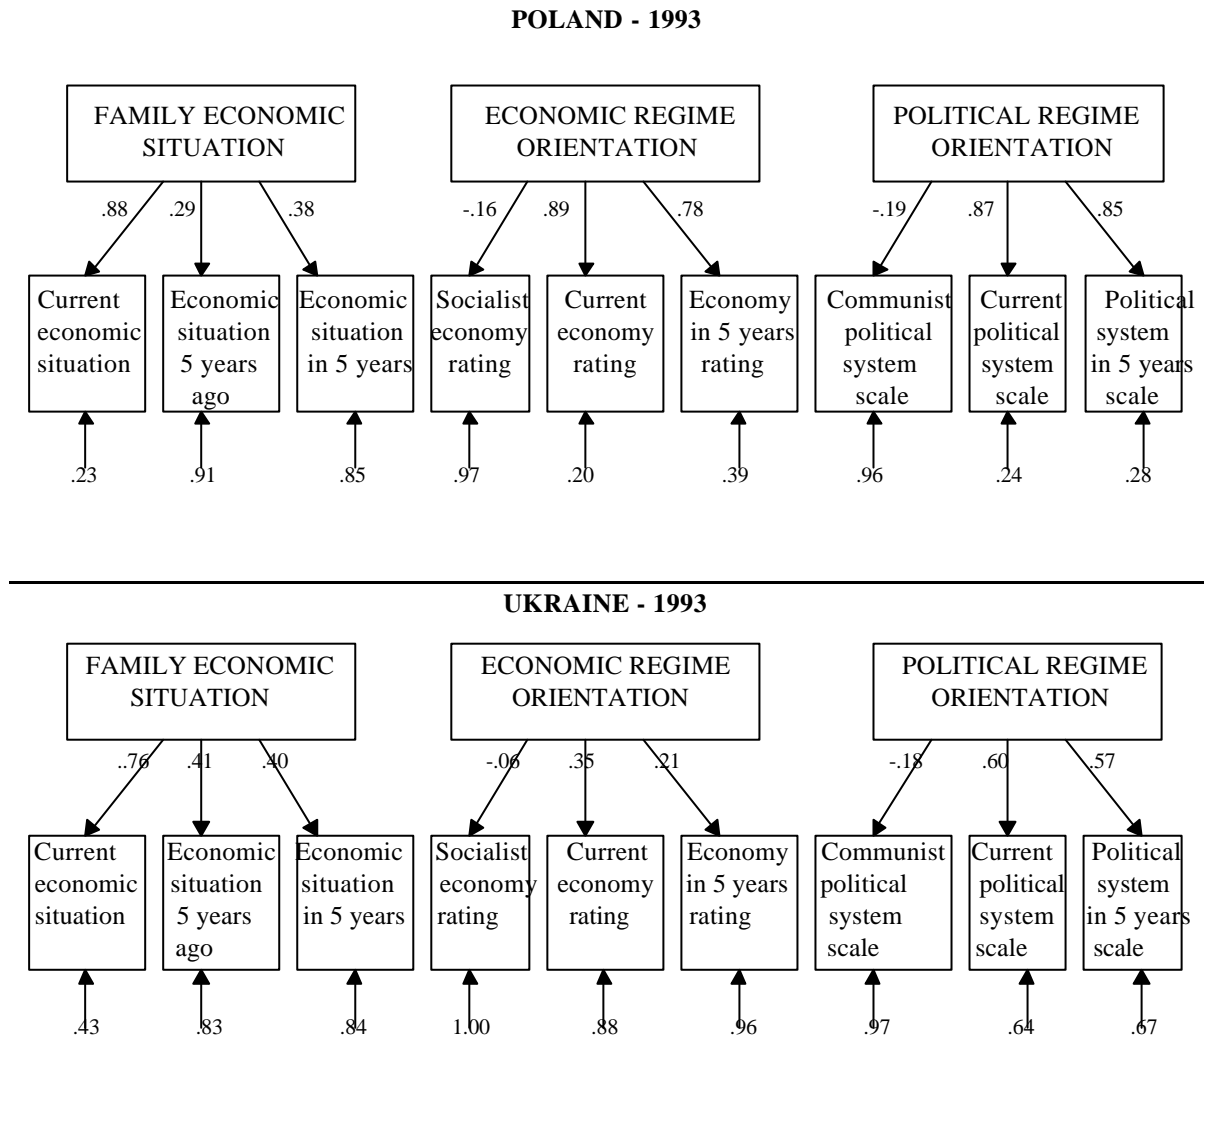 POLAND - 1993
FAMILY ECONOMIC
SITUATION
ECONOMIC REGIME
ORIENTATION
POLITICAL REGIME
ORIENTATION
.88
.29
.38
-.16
.89
.78
-.19
.87
.85
Current
economic
situation
Economic
situation
5 years
ago
Economic
situation
in 5 years
Socialist
economy
rating
Current
economy
rating
Economy
in 5 years
rating
Communist
political
system
scale
Current
political
system
scale
Political
system
in 5 years
scale
.23
.91
.85
.97
.20
.39
.96
.24
.28
UKRAINE - 1993
FAMILY ECONOMIC
SITUATION
ECONOMIC REGIME
ORIENTATION
POLITICAL REGIME
ORIENTATION
..76
.41
.40
-.06
.35
.21
-.18
.60
.57
Current
economic
situation
Economic
situation
5 years
ago
Economic
situation
in 5 years
Socialist
economy
rating
Current
economy
rating
Economy
in 5 years
rating
Communist
political
system
scale
Current
political
system
scale
Political
system
in 5 years
scale
.43
.83
.84
1.00
.88
.96
.97
.64
.67